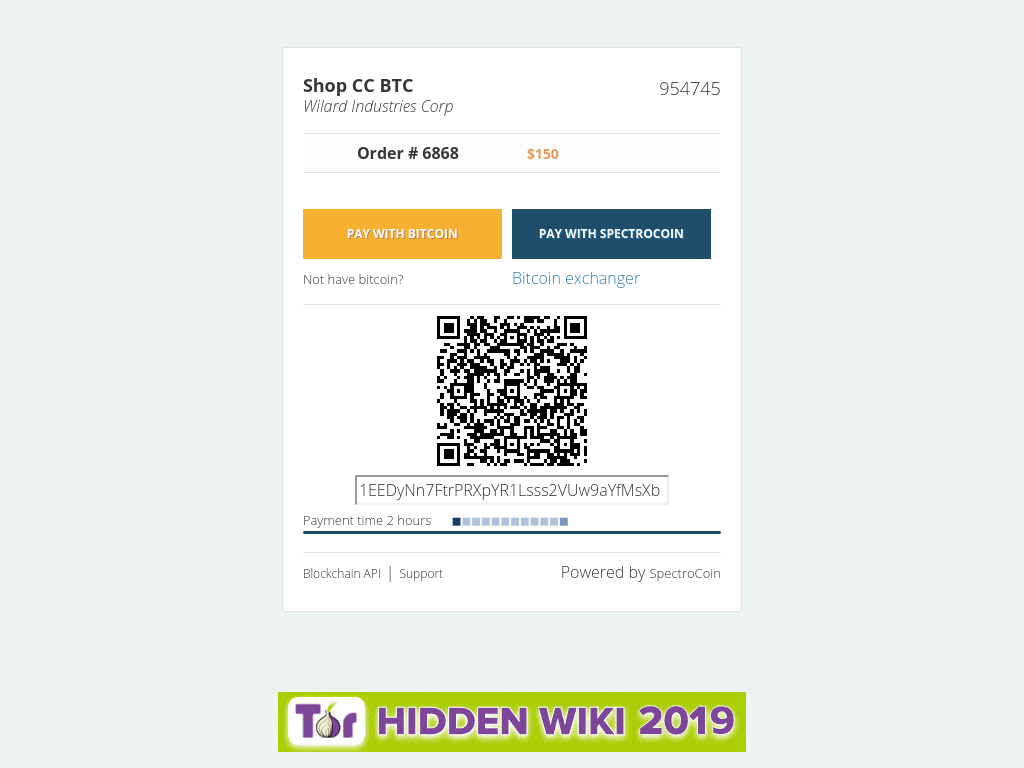 Shop CC BTC
Wilard Industries Corp
954745
Order # 6868 $150
PAY WITH BITCOIN PAY WITH SPECTROCOIN
Not have bitcoin? Bitcoin exchanger
1EEDyNn7FtrPRXpYR1Lsss2VUw9aYfMsXb
Payment time 2 hours
Blockchain API | Support Powered by SpectroCoin
Tor HIDDEN WIKI 2019